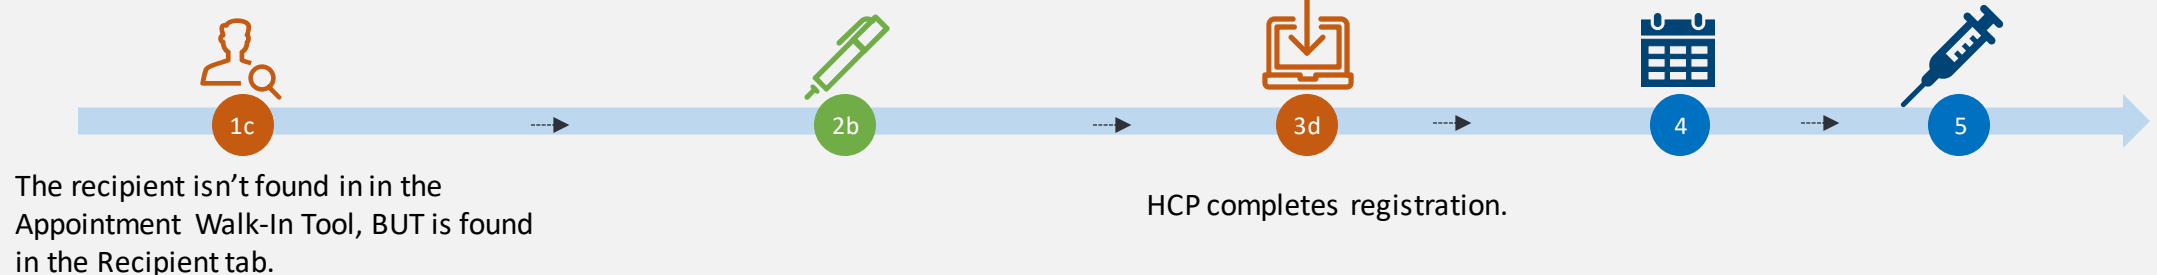 1c
2b
3d
4
5
The recipient isn’t found in in the
Appointment Walk-In Tool, BUT is found
in the Recipient tab.
HCP completes registration.